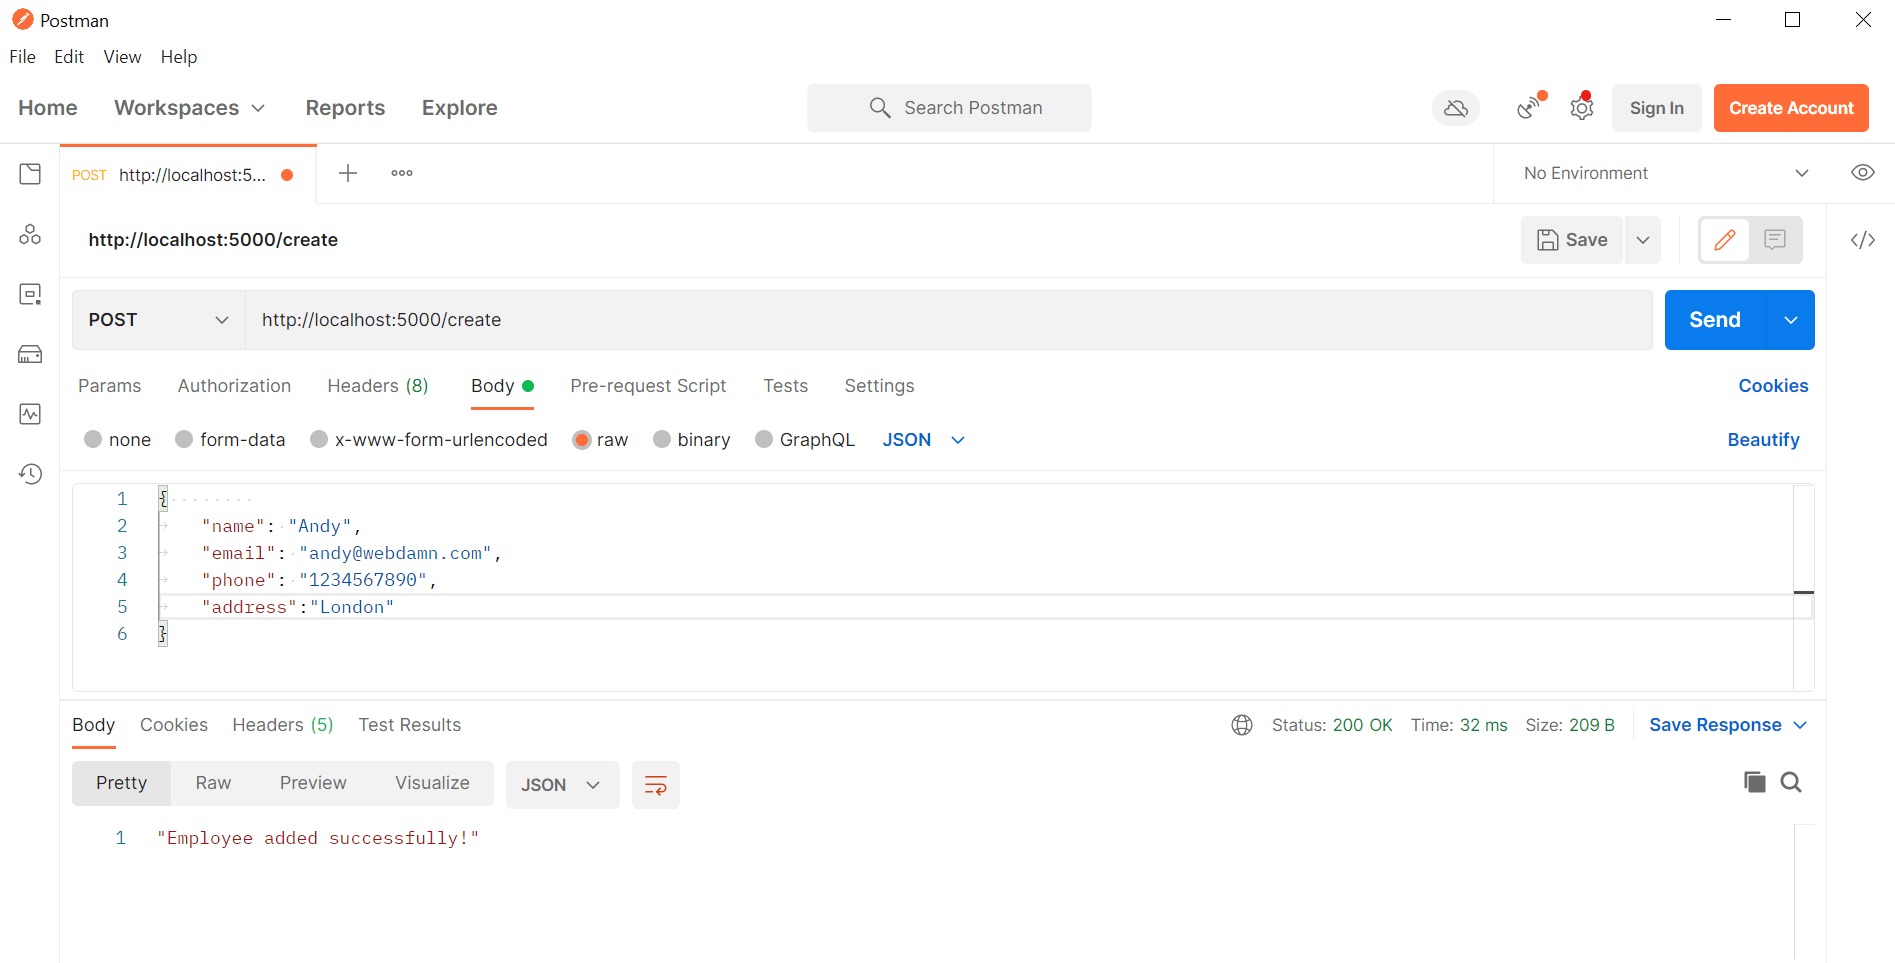 Postman
File Edit View Help
Home Workspaces Reports Explore Search Postman Sign In Create Account
POST http://localhost:5... No Environment
http://localhost:5000/create Save
POST http://localhost:5000/create Send
Params Authorization Headers (8) Body Pre-request Script Tests Settings Cookies
none form-data x-www-form-urlencoded raw binary GraphQL JSON Beautify
1 {
2 "name": "Andy",
3 "email": "andy@webdamn.com",
4 "phone": "1234567890",
5 "address":"London"
6 }
Body Cookies Headers (5) Test Results Status: 200 OK Time: 32 ms Size: 209 B Save Response
Pretty Raw Preview Visualize JSON
1 "Employee added successfully!"